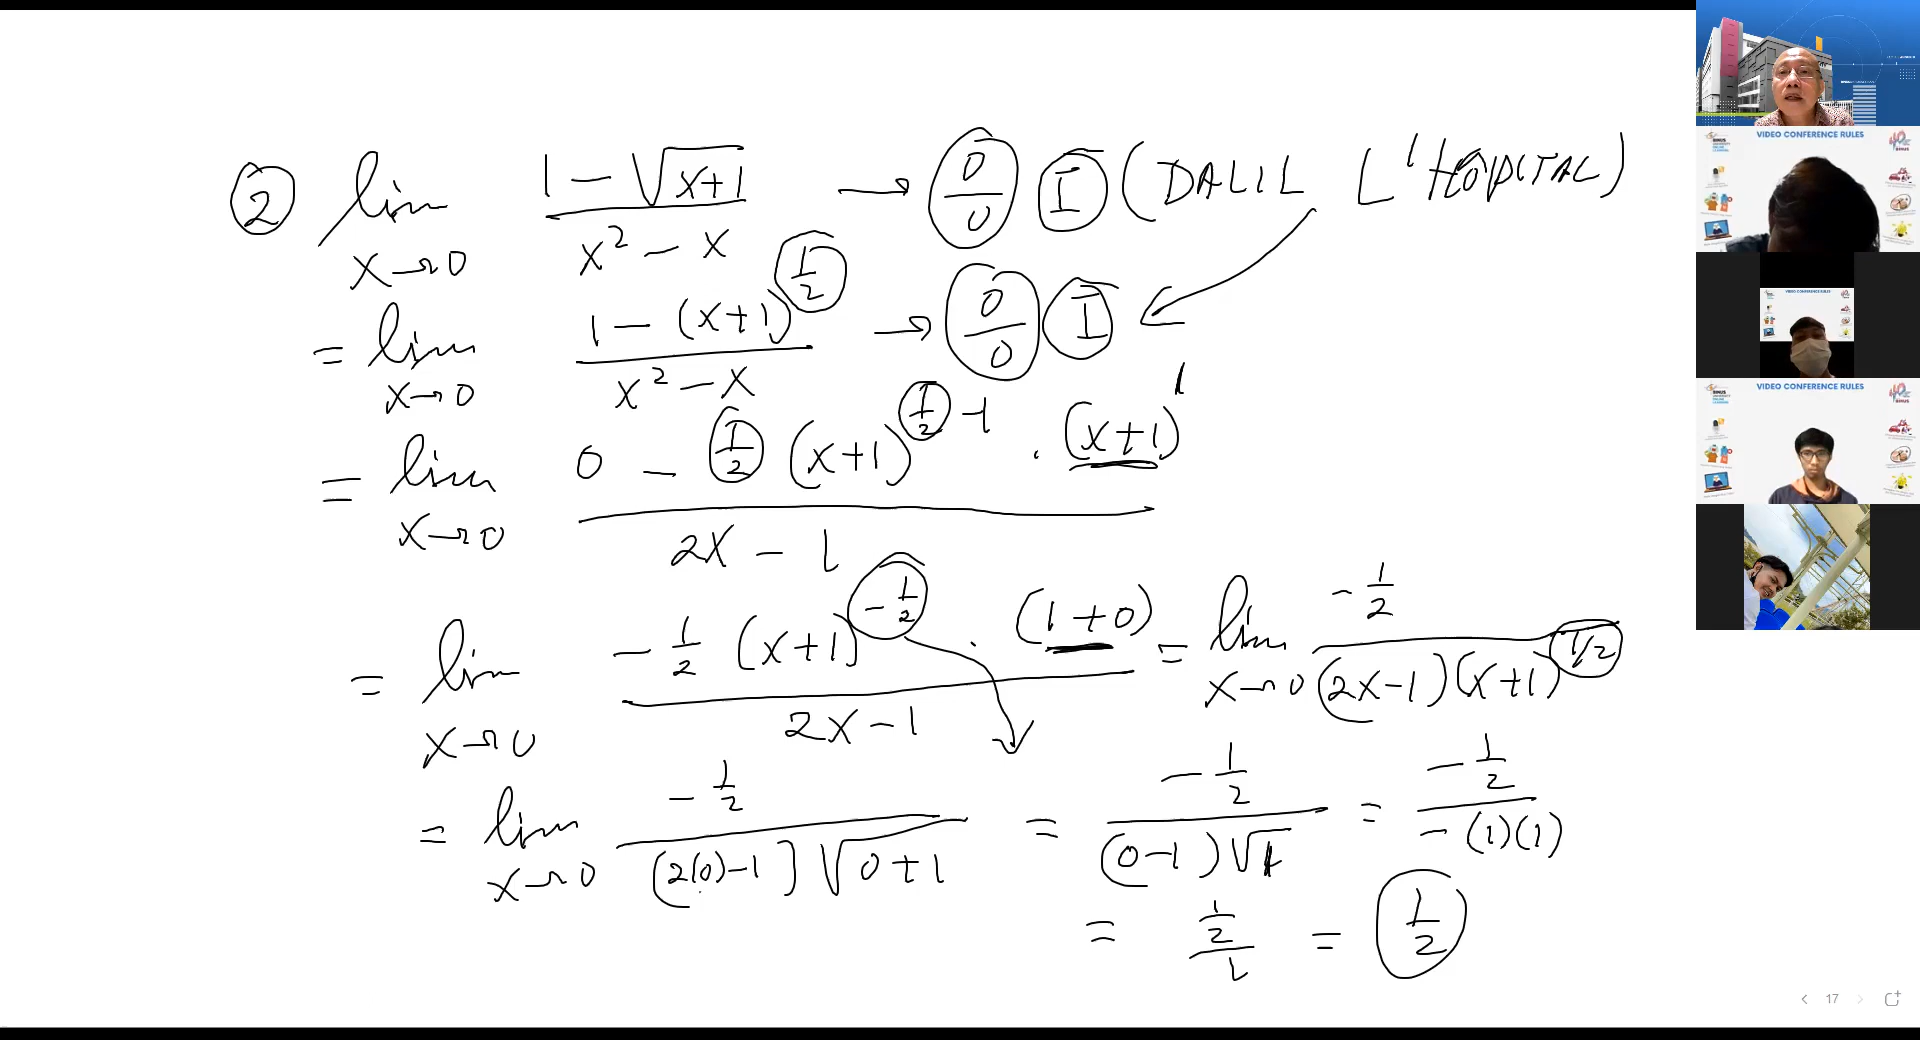 ② lim x→0 (1 − √(x+1)) / (x² − x) → 0/0 I (DALIL L'HOPITAL)
= lim x→0 (1 − (x+1)^(1/2)) / (x² − x) → 0/0 I
= lim x→0 (0 − 1/2 (x+1)^(1/2 −1) · (x+1)') / (2x − 1)
= lim x→0 (−1/2 (x+1)^(−1/2) · (1+0)) / (2x − 1) = lim x→0 (−1/2) / ((2x−1)(x+1)^(1/2))
= lim x→0 (−1/2) / ((2(0)−1)√(0+1)) = (−1/2) / ((0−1)√1) = (−1/2) / (−(1)(1))
= (1/2)/1 = 1/2
VIDEO CONFERENCE RULES
VIDEO CONFERENCE RULES
17